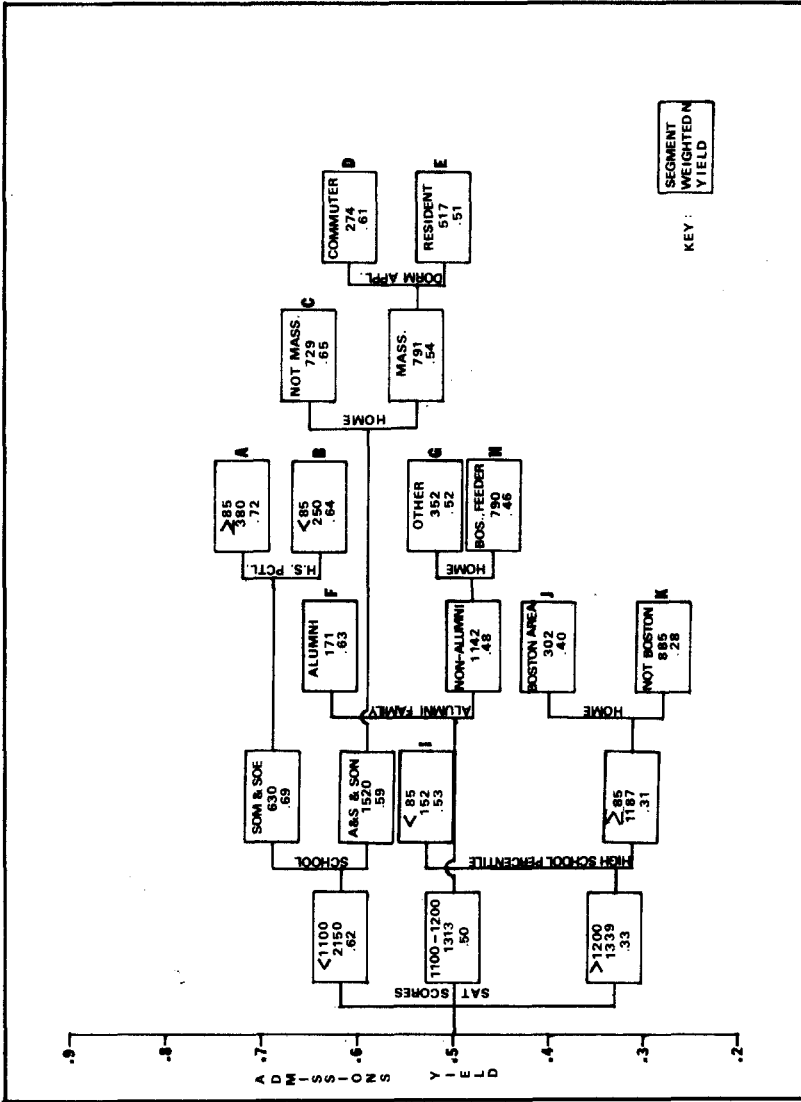 .9
.8
.7
.6
.5
.4
.3
.2
ADMISSIONS YIELD
SAT SCORES
<1100
2150
.62
1100-1200
1313
.50
>1200
1339
.33
SCHOOL
SOM & SOE
630
.69
A&S & SON
1520
.59
HIGH SCHOOL PERCENTILE
I
<85
152
.53
≥85
1187
.31
H.S. PCTL.
A
≥85
380
.72
B
<85
250
.64
ALUMNI FAMILY
F
ALUMNI
171
.63
NON-ALUMNI
1142
.48
HOME
G
OTHER
352
.52
H
BOS., FEEDER
790
.46
HOME
J
BOSTON AREA
302
.40
K
NOT BOSTON
885
.28
HOME
C
NOT MASS.
729
.65
MASS.
791
.54
DORM APPL.
D
COMMUTER
274
.61
E
RESIDENT
517
.51
KEY:
SEGMENT
WEIGHTED N
YIELD